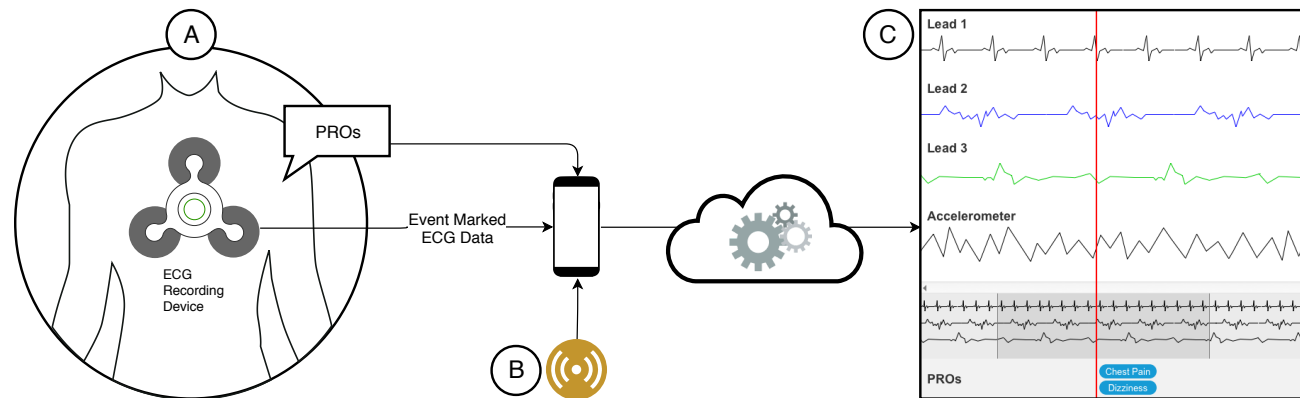 A
PROs
ECG
Recording
Device
Event Marked
ECG Data
B
C
Lead 1
Lead 2
Lead 3
Accelerometer
PROs
Chest Pain
Dizziness